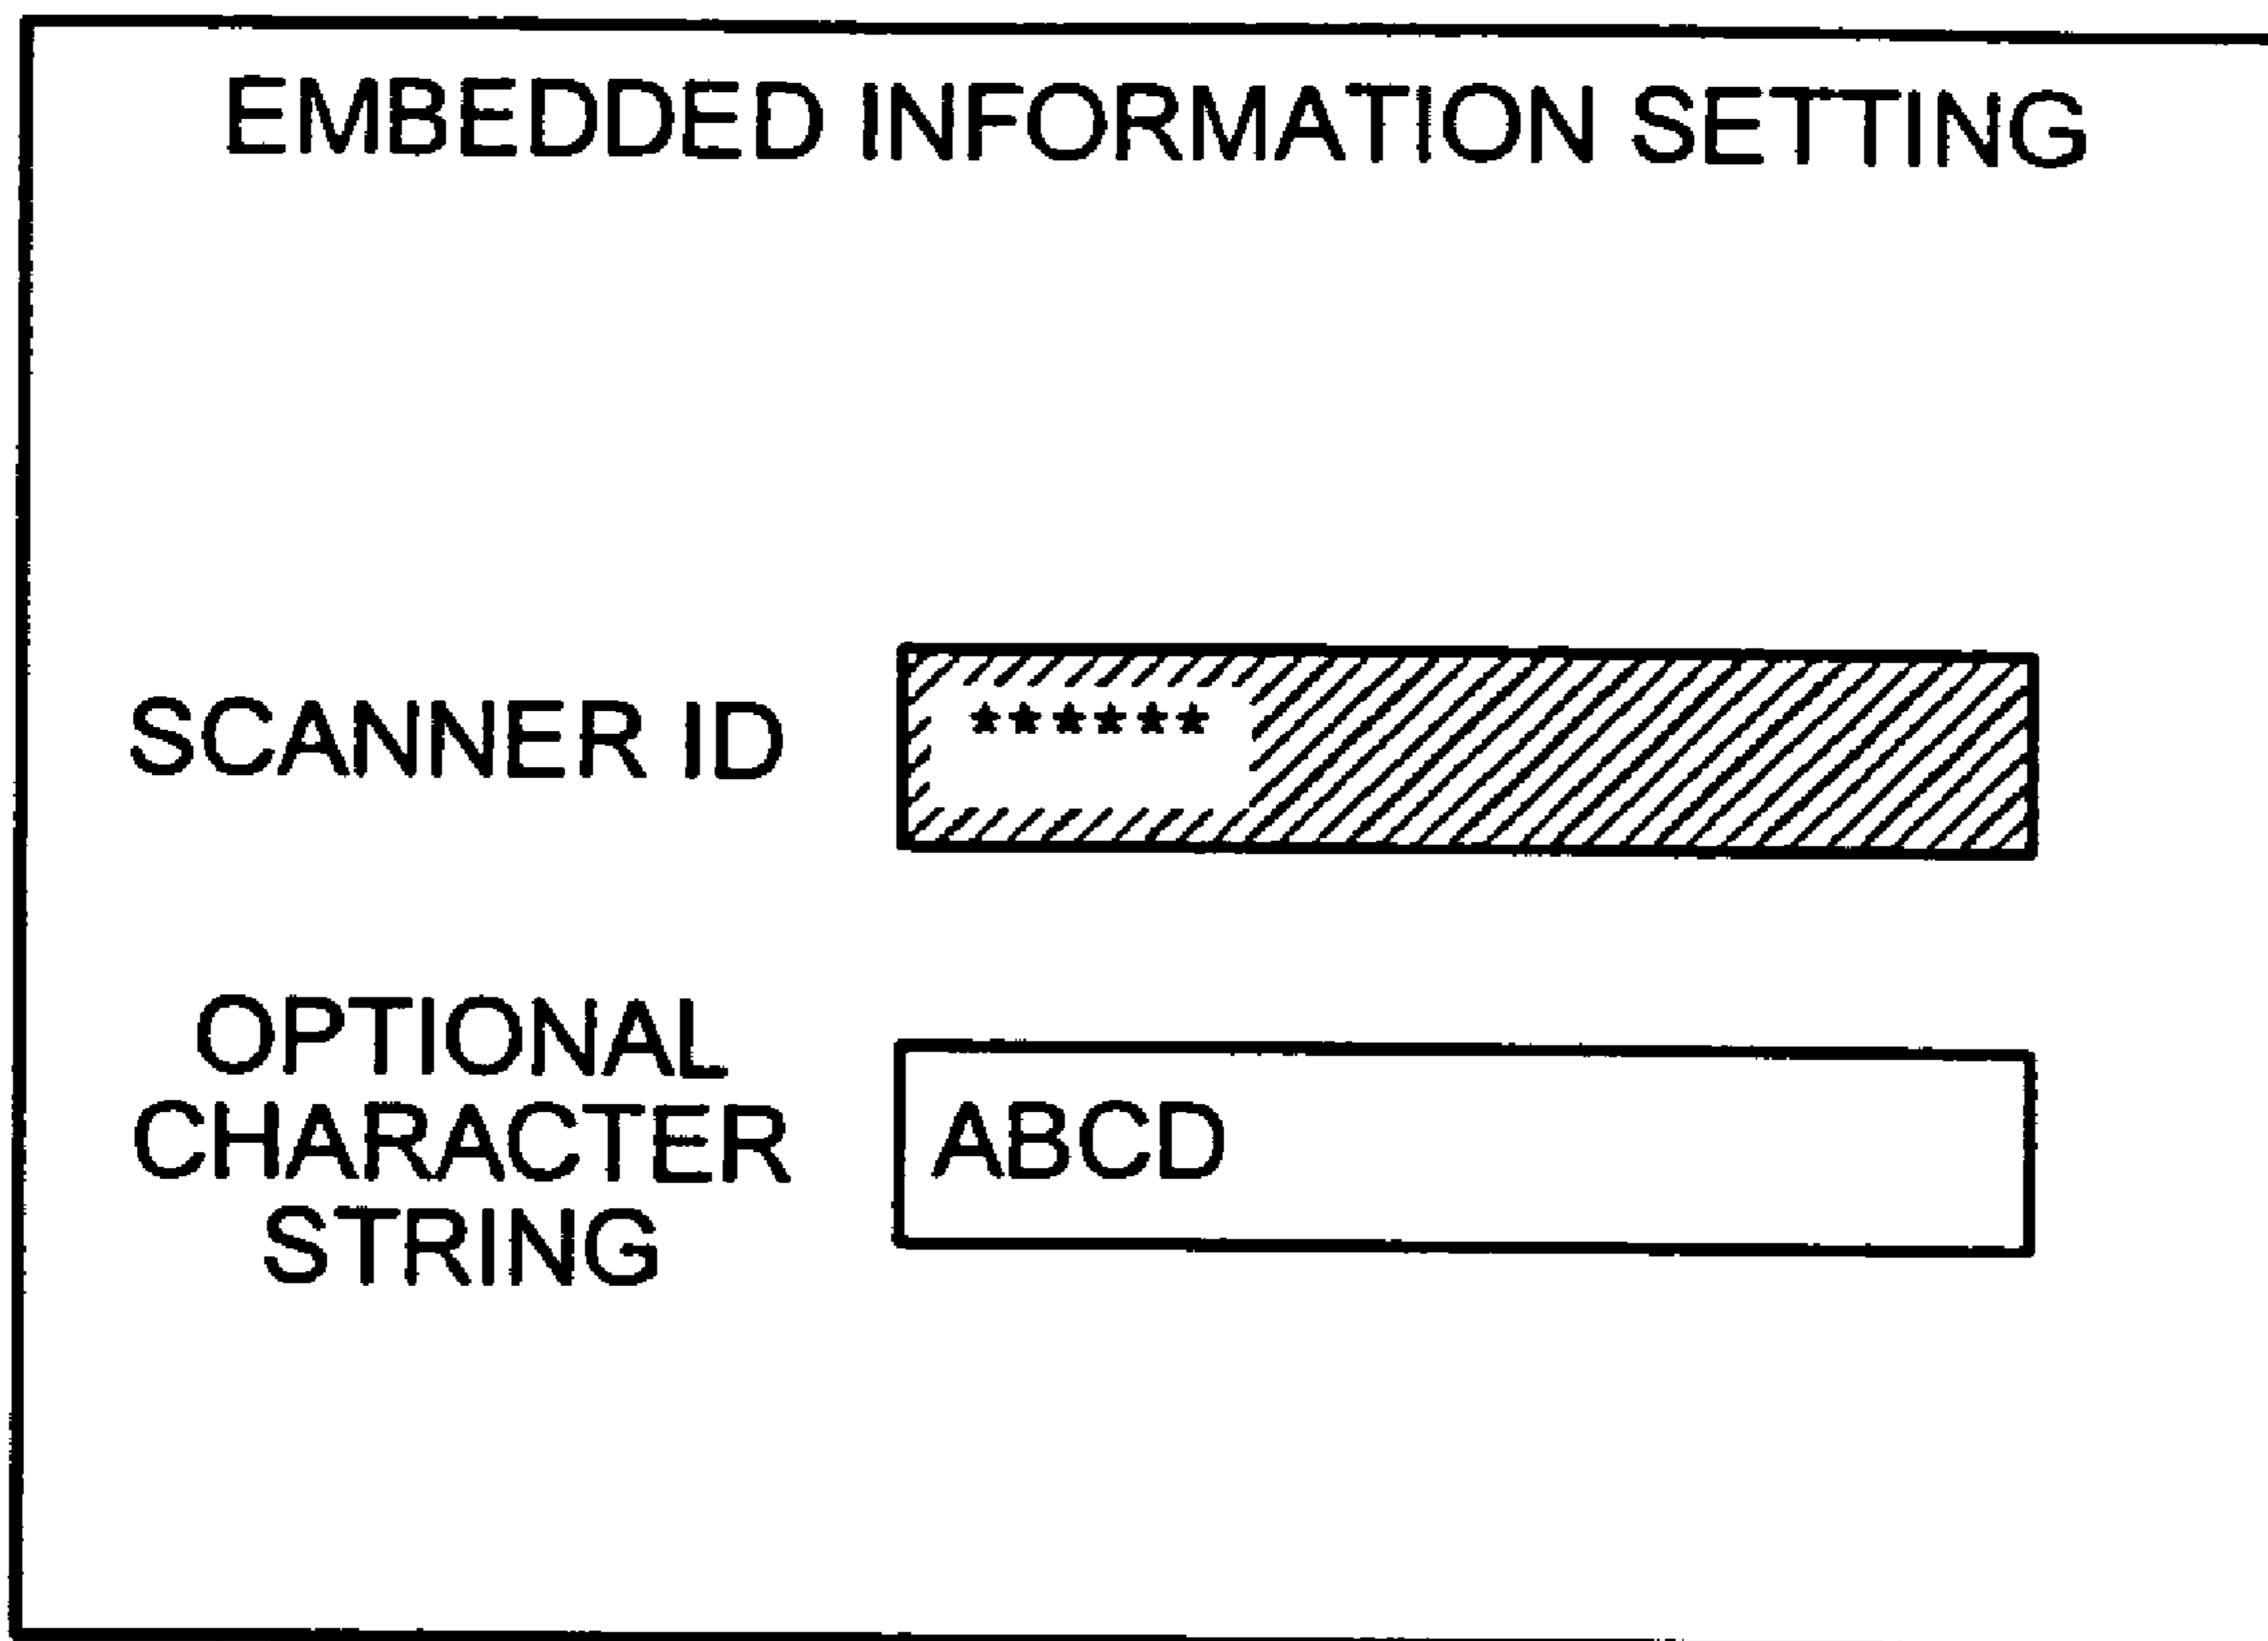 EMBEDDED INFORMATION SETTING
SCANNER ID
******
OPTIONAL
CHARACTER
STRING
ABCD